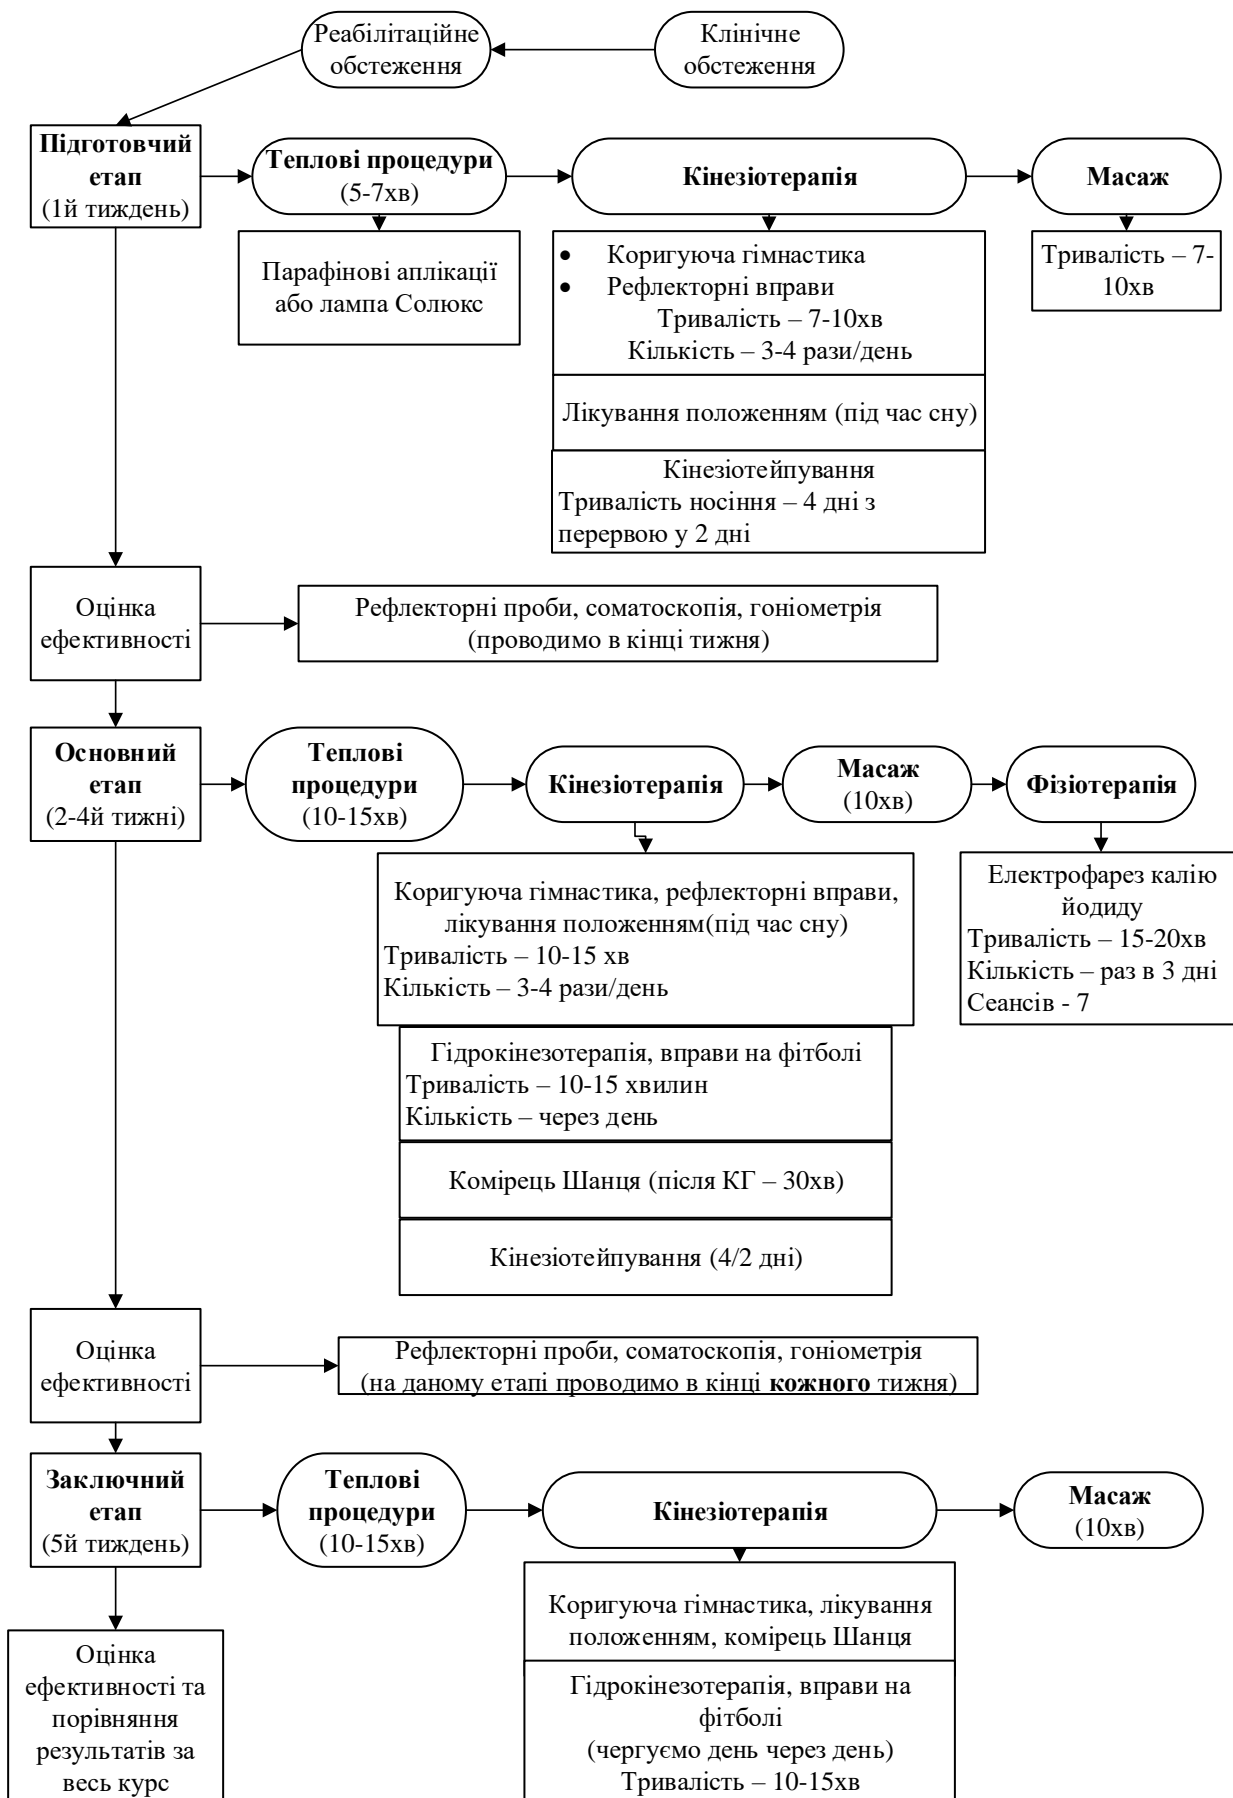 Реабілітаційне
обстеження
Клінічне
обстеження
Підготовчий
етап
(1й тиждень)
Теплові процедури
(5-7хв)
Кінезіотерапія
Масаж
Парафінові аплікації
або лампа Солюкс
• Коригуюча гімнастика
• Рефлекторні вправи
Тривалість – 7-10хв
Кількість – 3-4 рази/день
Лікування положенням (під час сну)
Кінезіотейпування
Тривалість носіння – 4 дні з
перервою у 2 дні
Тривалість – 7-
10хв
Оцінка
ефективності
Рефлекторні проби, соматоскопія, гоніометрія
(проводимо в кінці тижня)
Основний
етап
(2-4й тижні)
Теплові
процедури
(10-15хв)
Кінезіотерапія
Масаж
(10хв)
Фізіотерапія
Коригуюча гімнастика, рефлекторні вправи,
лікування положенням(під час сну)
Тривалість – 10-15 хв
Кількість – 3-4 рази/день
Гідрокінезотерапія, вправи на фітболі
Тривалість – 10-15 хвилин
Кількість – через день
Комірець Шанця (після КГ – 30хв)
Кінезіотейпування (4/2 дні)
Електрофарез калію
йодиду
Тривалість – 15-20хв
Кількість – раз в 3 дні
Сеансів - 7
Оцінка
ефективності
Рефлекторні проби, соматоскопія, гоніометрія
(на даному етапі проводимо в кінці кожного тижня)
Заключний
етап
(5й тиждень)
Теплові
процедури
(10-15хв)
Кінезіотерапія
Масаж
(10хв)
Коригуюча гімнастика, лікування
положенням, комірець Шанця
Гідрокінезотерапія, вправи на
фітболі
(чергуємо день через день)
Тривалість – 10-15хв
Оцінка
ефективності та
порівняння
результатів за
весь курс